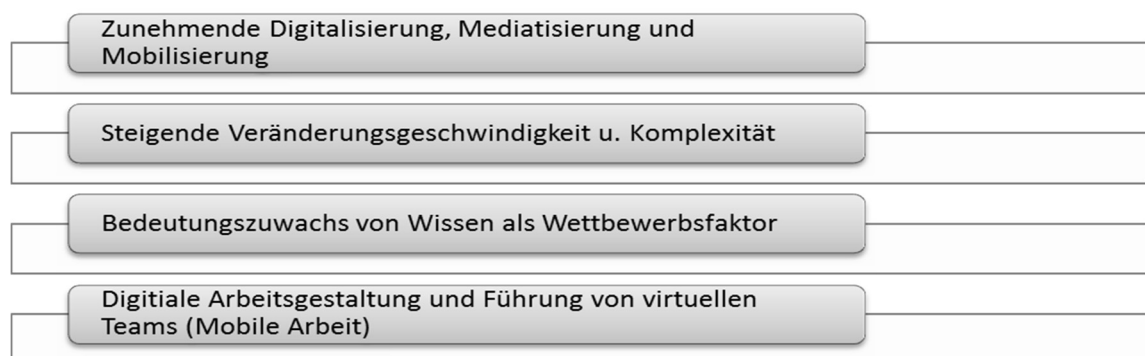 Zunehmende Digitalisierung, Mediatisierung und
Mobilisierung
Steigende Veränderungsgeschwindigkeit u. Komplexität
Bedeutungszuwachs von Wissen als Wettbewerbsfaktor
Digitiale Arbeitsgestaltung und Führung von virtuellen
Teams (Mobile Arbeit)